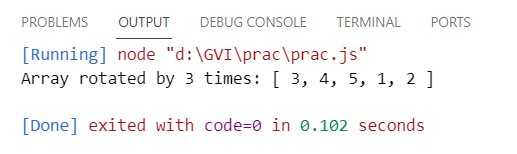 PROBLEMS OUTPUT DEBUG CONSOLE TERMINAL PORTS
[Running] node "d:\GVI\prac\prac.js"
Array rotated by 3 times: [ 3, 4, 5, 1, 2 ]
[Done] exited with code=0 in 0.102 seconds